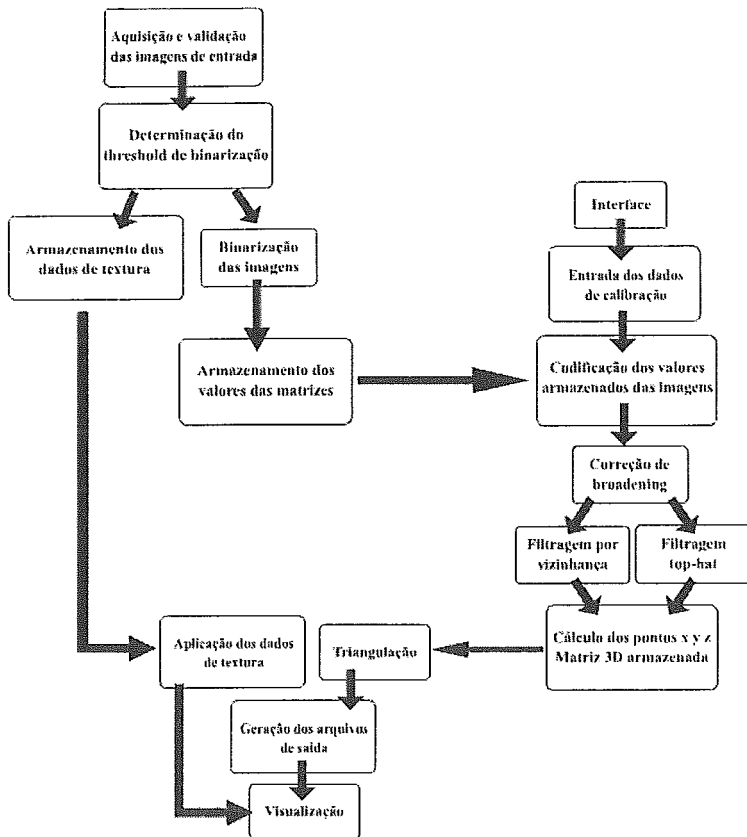 Aquisição e validação
das imagens de entrada
Determinação do
threshold de binarização
Armazenamento dos
dados de textura
Binarização
das imagens
Armazenamento dos
valores das matrizes
Interface
Entrada dos dados
de calibração
Codificação dos valores
armazenados das imagens
Correção de
broadening
Filtragem por
vizinhança
Filtragem
top-hat
Cálculo dos pontos x y z
Matriz 3D armazenada
Triangulação
Aplicação dos dados
de textura
Geração dos arquivos
de saída
Visualização